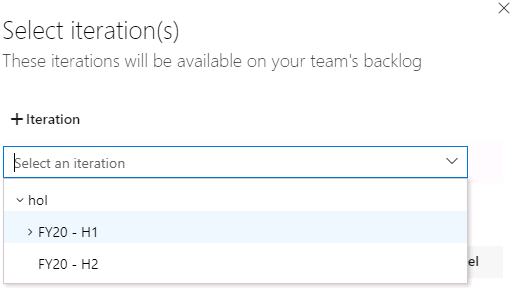 Select iteration(s)
These iterations will be available on your team's backlog
+ Iteration
Select an iteration
hol
FY20 - H1
FY20 - H2